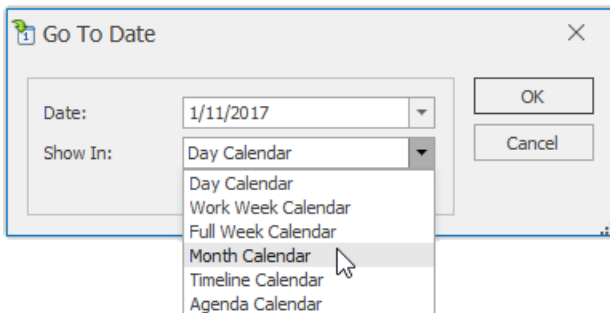 Go To Date
Date: 1/11/2017
OK
Show In: Day Calendar
Cancel
Day Calendar
Work Week Calendar
Full Week Calendar
Month Calendar
Timeline Calendar
Agenda Calendar